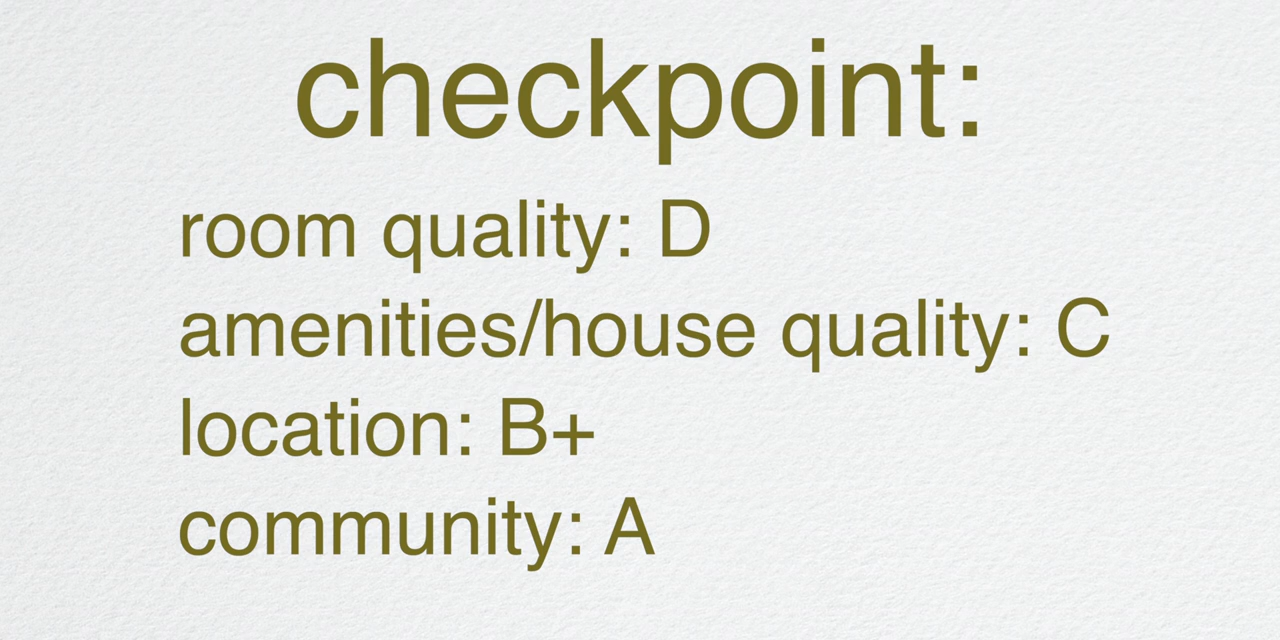 checkpoint:
room quality: D
amenities/house quality: C
location: B+
community: A